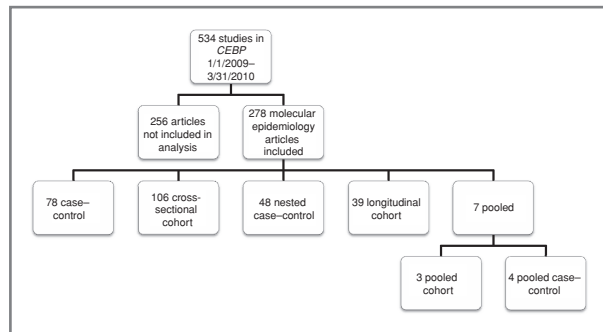 534 studies in
CEBP
1/1/2009–
3/31/2010
256 articles
not included in
analysis
278 molecular
epidemiology
articles
included
78 case–
control
106 cross-
sectional
cohort
48 nested
case–control
39 longitudinal
cohort
7 pooled
3 pooled
cohort
4 pooled case–
control